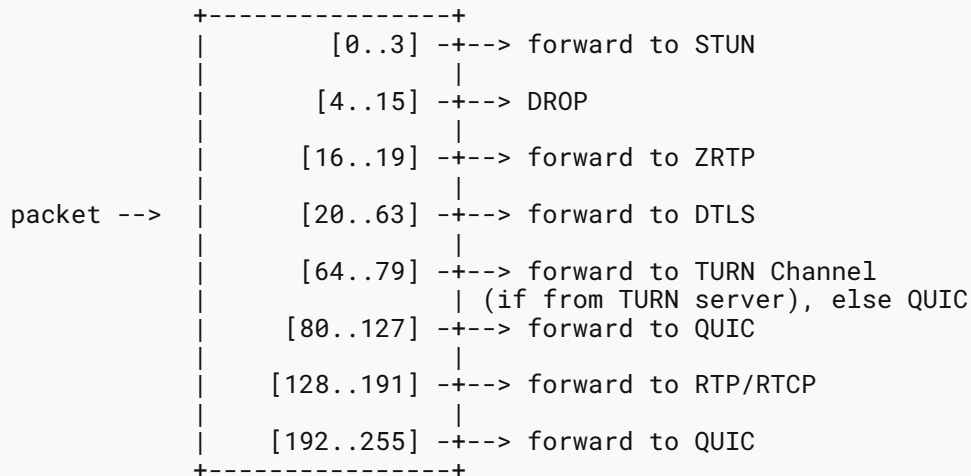 +----------------+
                |        [0..3] -+--> forward to STUN
                |                |
                |       [4..15] -+--> DROP
                |                |
                |      [16..19] -+--> forward to ZRTP
                |                |
    packet -->  |      [20..63] -+--> forward to DTLS
                |                |
                |      [64..79] -+--> forward to TURN Channel
                |                | (if from TURN server), else QUIC
                |     [80..127] -+--> forward to QUIC
                |                |
                |    [128..191] -+--> forward to RTP/RTCP
                |                |
                |    [192..255] -+--> forward to QUIC
                +----------------+